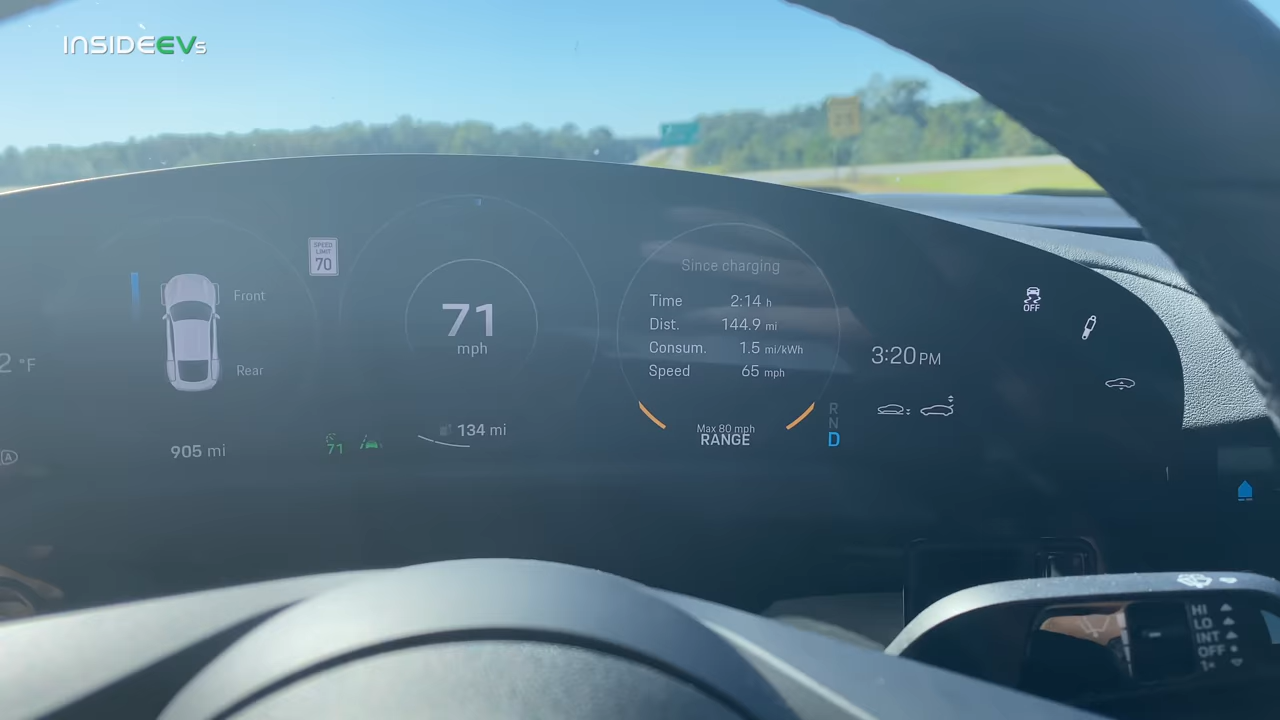 INSIDEEVs
SPEED
LIMIT
70
Front
Rear
2 °F
A
905 mi
71
71
mph
134 mi
Since charging
Time 2:14 h
Dist. 144.9 mi
Consum. 1.5 mi/kWh
Speed 65 mph
Max 80 mph
RANGE
R
N
D
3:20 PM
OFF
HI
LO
INT
OFF
1×